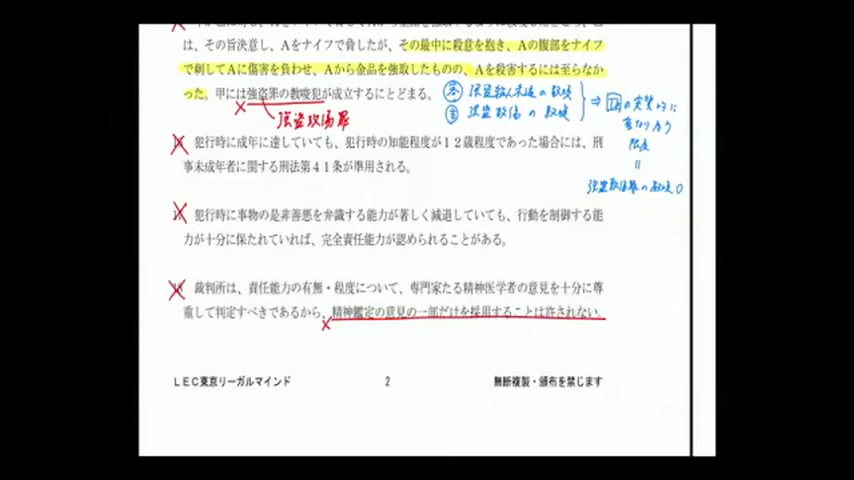 は、その旨決意し、Aをナイフで脅したが、その最中に殺意を抱き、Aの腹部をナイフ
で刺してAに傷害を負わせ、Aから金品を強取したものの、Aを殺害するには至らなか
った。甲には強盗罪の教唆犯が成立するにとどまる。
強盗殺人未遂の教唆
強盗致傷の教唆
強盗致傷罪
の実質的に
重なり合う
限度
=
強盗致傷罪の教唆
犯行時に成年に達していても、犯行時の知能程度が12歳程度であった場合には、刑
事未成年者に関する刑法第41条が準用される。
犯行時に事物の是非善悪を弁識する能力が著しく減退していても、行動を制御する能
力が十分に保たれていれば、完全責任能力が認められることがある。
裁判所は、責任能力の有無・程度について、専門家たる精神医学者の意見を十分に尊
重して判定すべきであるから、精神鑑定の意見の一部だけを採用することは許されない。
LEC東京リーガルマインド 2 無断複製・頒布を禁じます